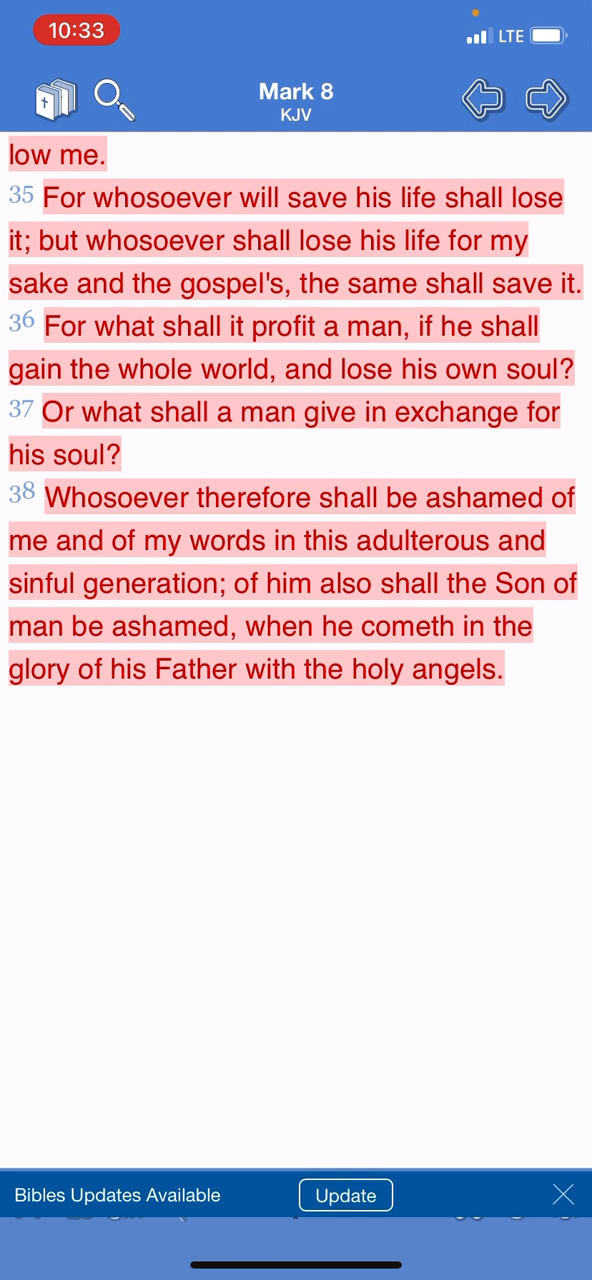 10:33
LTE
Mark 8
KJV
low me.
35 For whosoever will save his life shall lose
it; but whosoever shall lose his life for my
sake and the gospel's, the same shall save it.
36 For what shall it profit a man, if he shall
gain the whole world, and lose his own soul?
37 Or what shall a man give in exchange for
his soul?
38 Whosoever therefore shall be ashamed of
me and of my words in this adulterous and
sinful generation; of him also shall the Son of
man be ashamed, when he cometh in the
glory of his Father with the holy angels.
Bibles Updates Available
Update